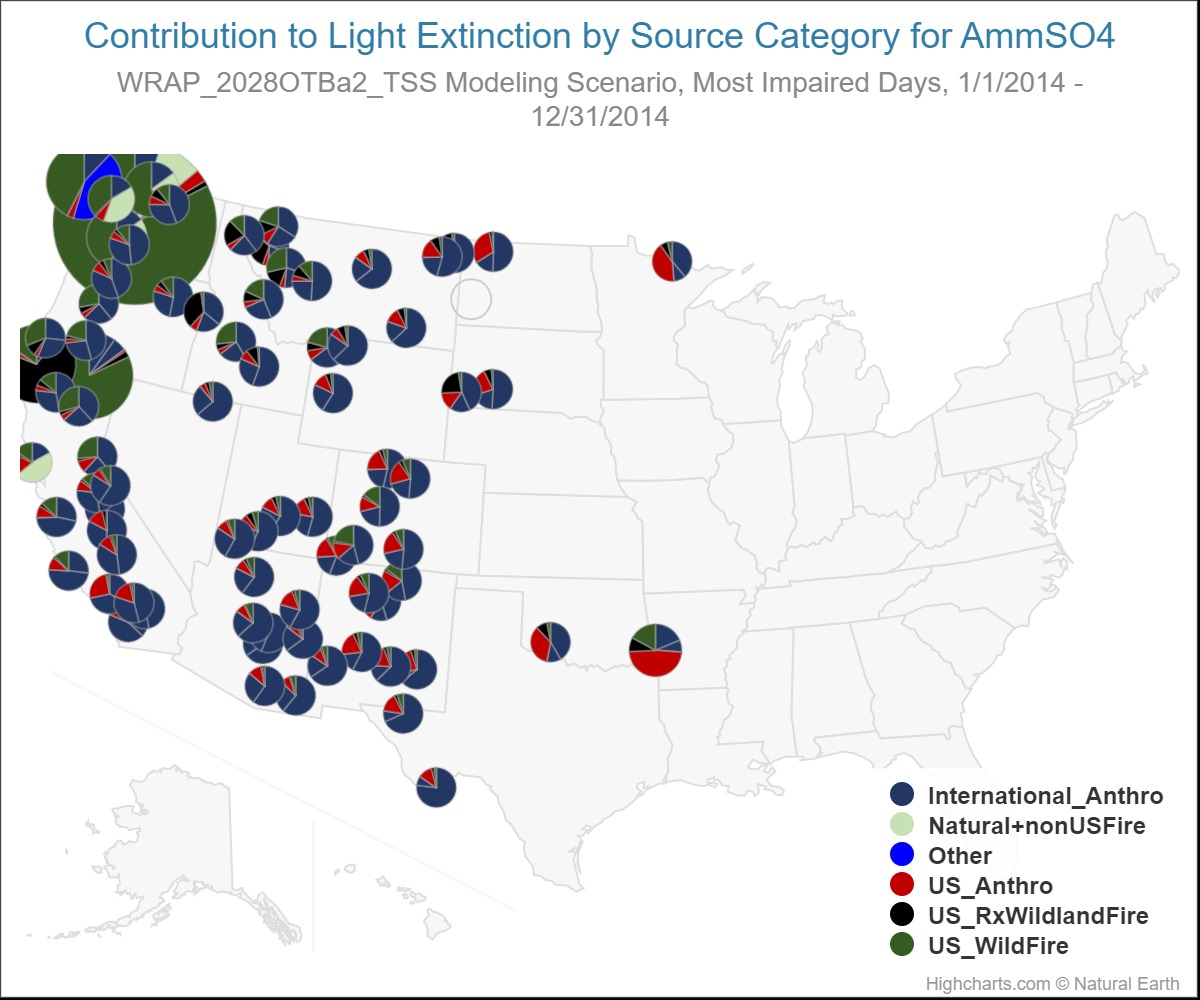 Contribution to Light Extinction by Source Category for AmmSO4
WRAP_2028OTBa2_TSS Modeling Scenario, Most Impaired Days, 1/1/2014 -
12/31/2014
International_Anthro
Natural+nonUSFire
Other
US_Anthro
US_RxWildlandFire
US_WildFire
Highcharts.com © Natural Earth